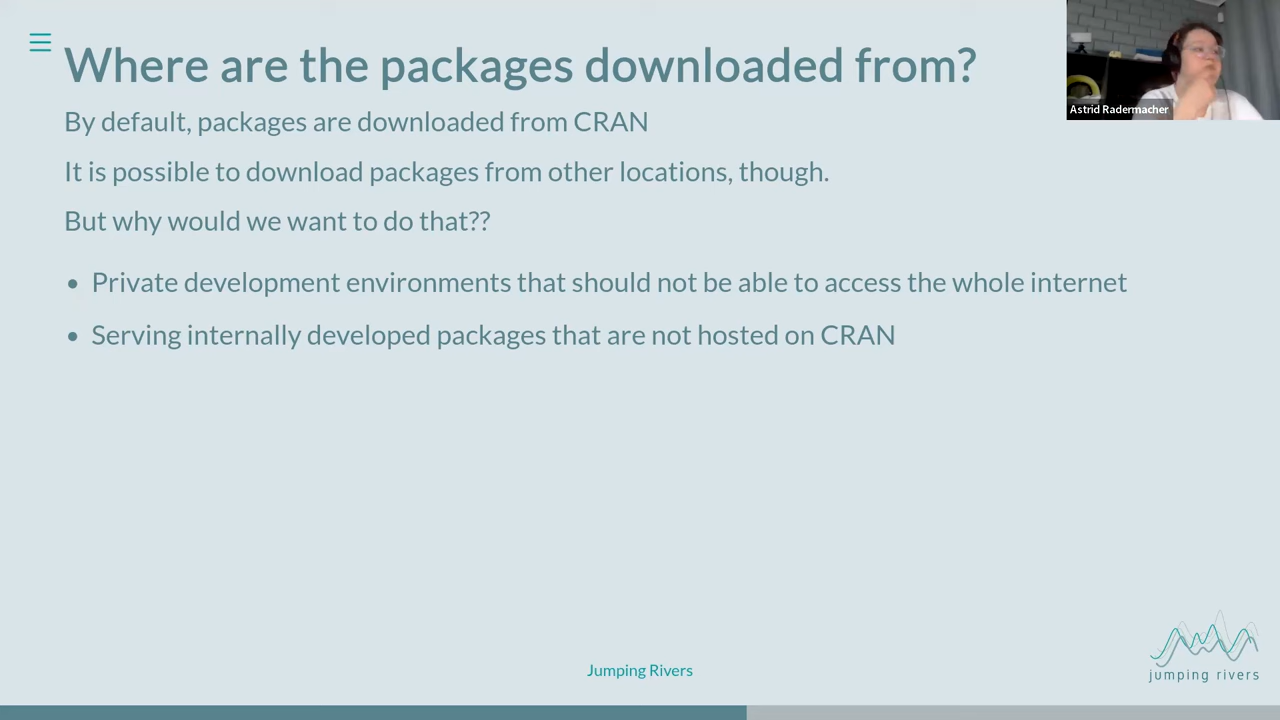 Where are the packages downloaded from?
By default, packages are downloaded from CRAN
It is possible to download packages from other locations, though.
But why would we want to do that??
• Private development environments that should not be able to access the whole internet
• Serving internally developed packages that are not hosted on CRAN
Astrid Radermacher
Jumping Rivers
jumping rivers